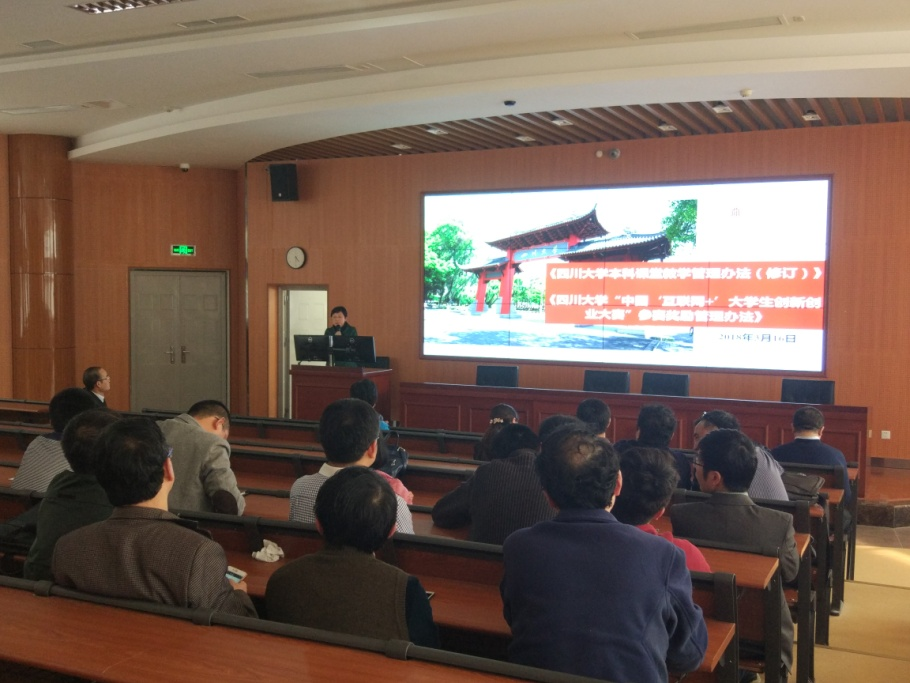 《四川大学本科课堂教学管理办法（修订）》
《四川大学“中国‘互联网+’大学生创新创
业大赛”参赛奖励管理办法》
2018年3月16日